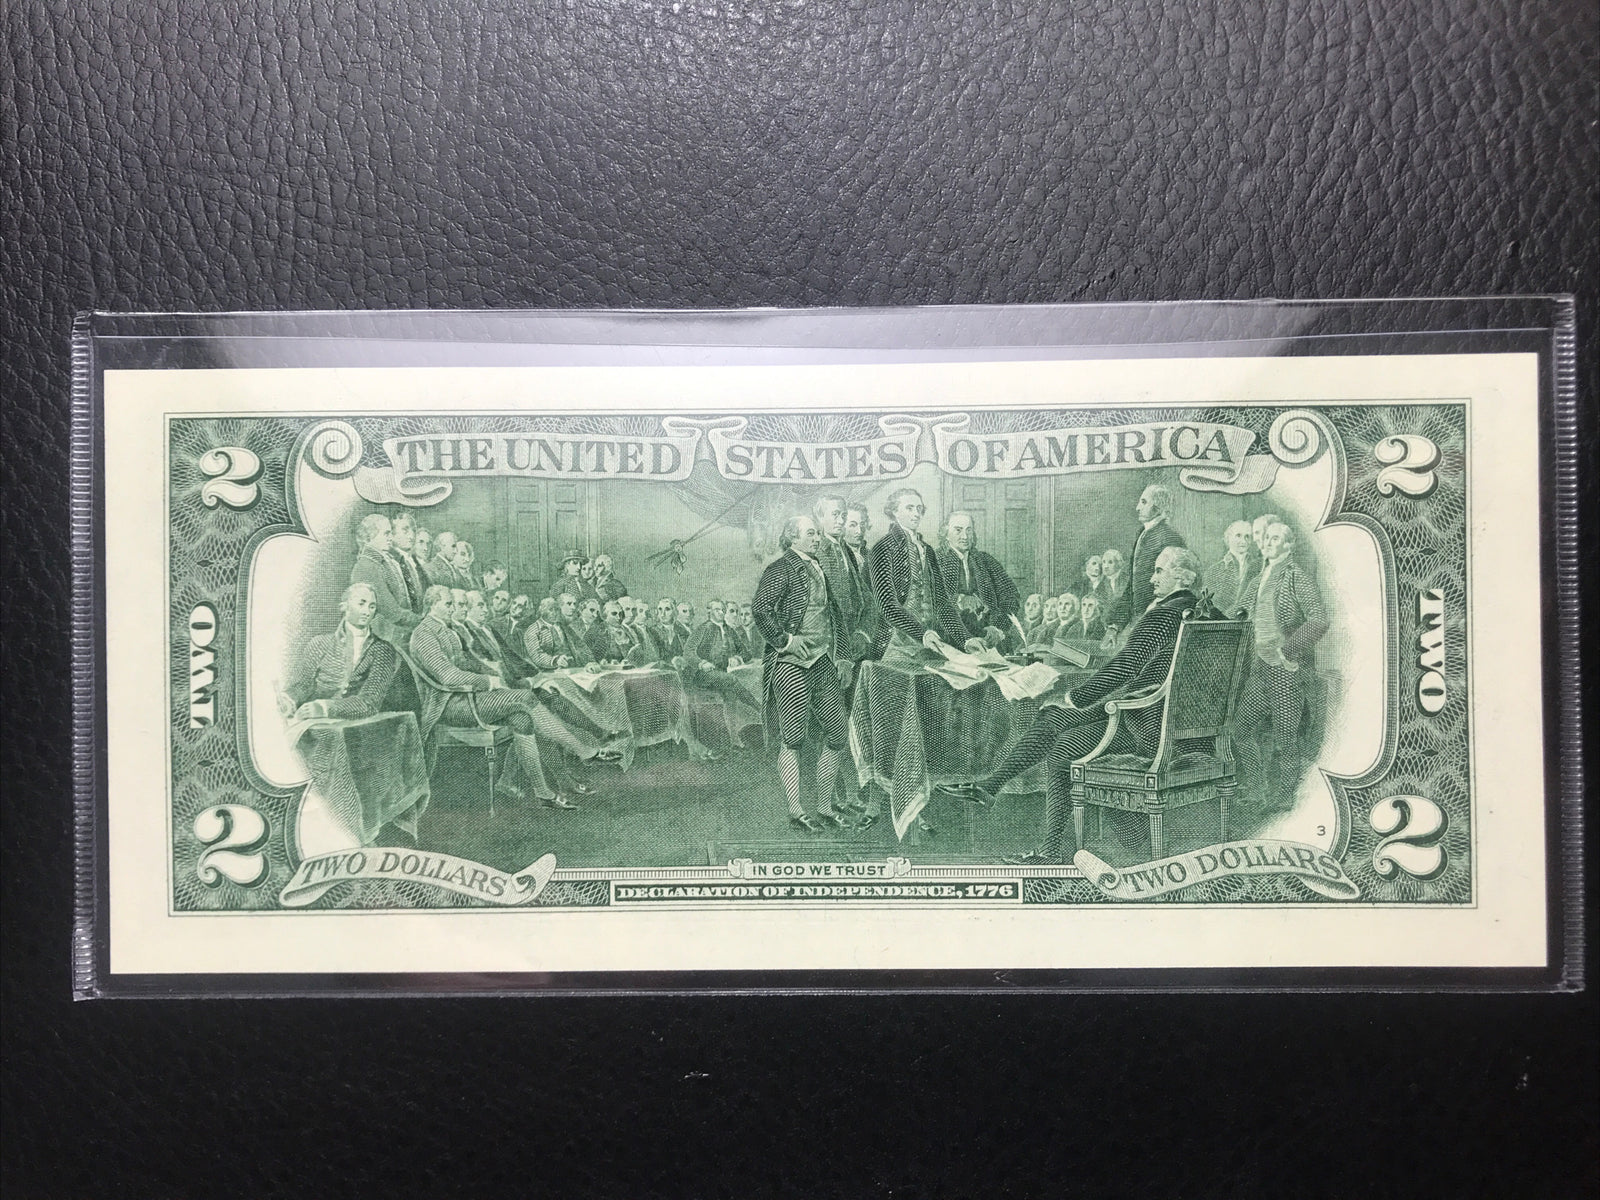 THE UNITED STATES OF AMERICA
2 2
TWO TWO
2 2
3
TWO DOLLARS IN GOD WE TRUST TWO DOLLARS
DECLARATION OF INDEPENDENCE, 1776